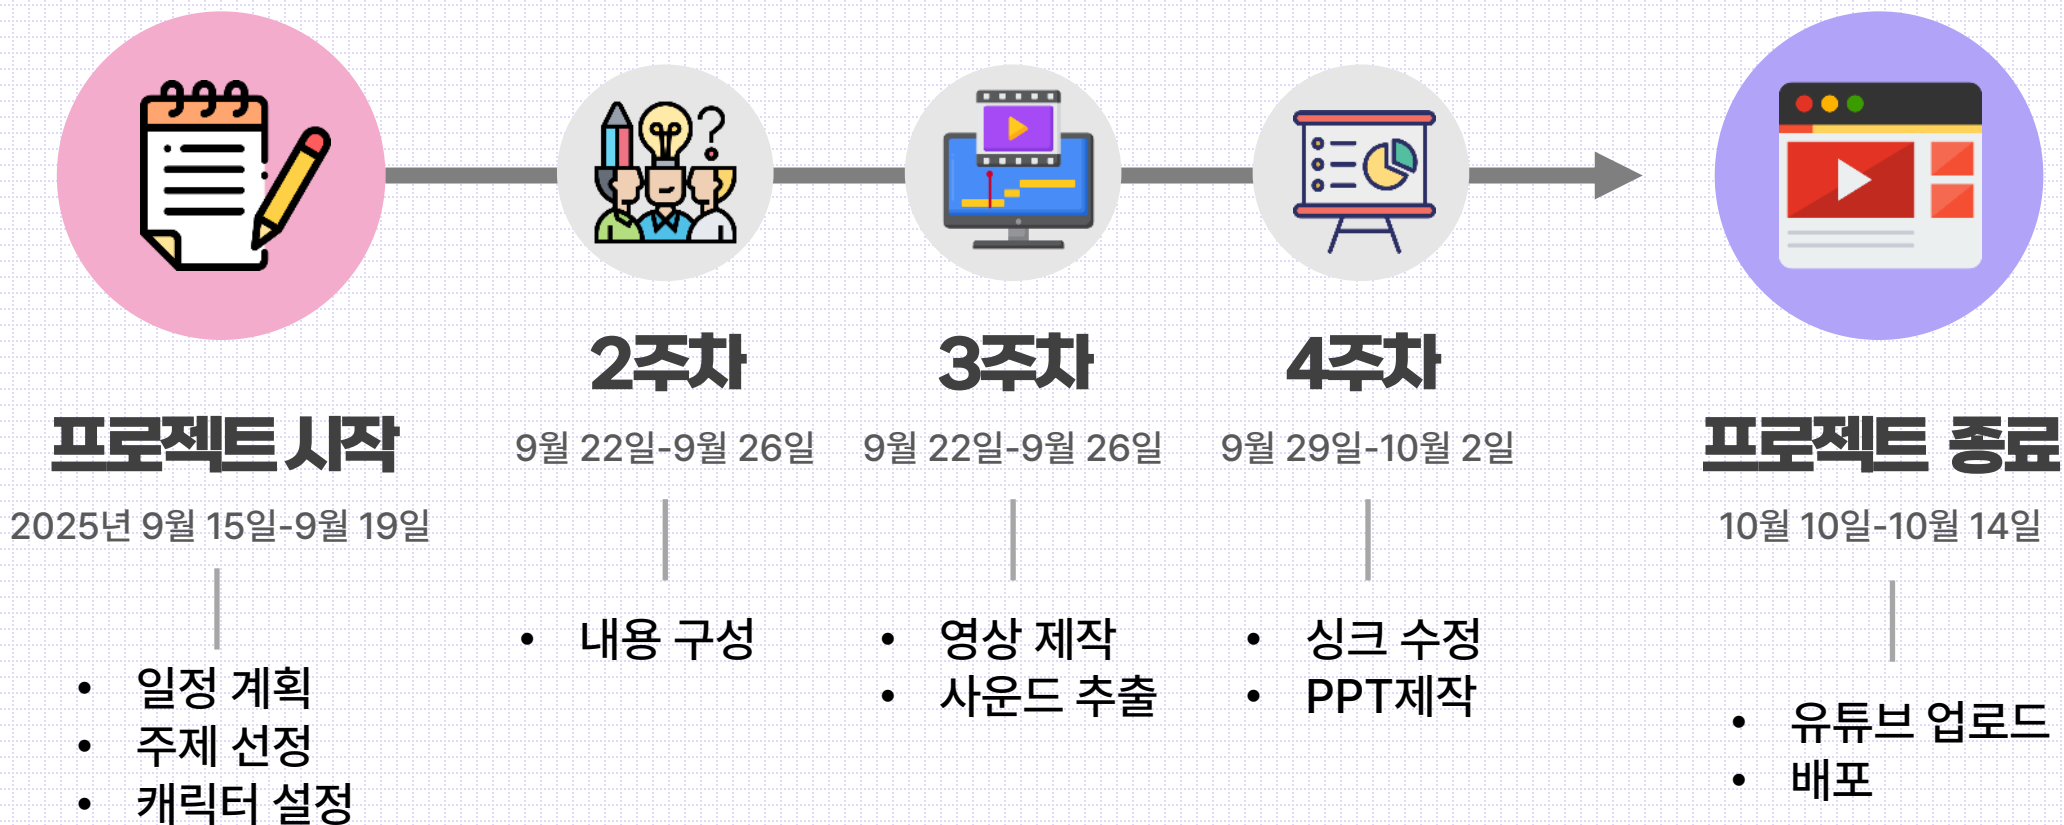 프로젝트 시작
2025년 9월 15일-9월 19일
• 일정 계획
• 주제 선정
• 캐릭터 설정
2주차
9월 22일-9월 26일
• 내용 구성
3주차
9월 22일-9월 26일
• 영상 제작
• 사운드 추출
4주차
9월 29일-10월 2일
• 싱크 수정
• PPT제작
프로젝트 종료
10월 10일-10월 14일
• 유튜브 업로드
• 배포